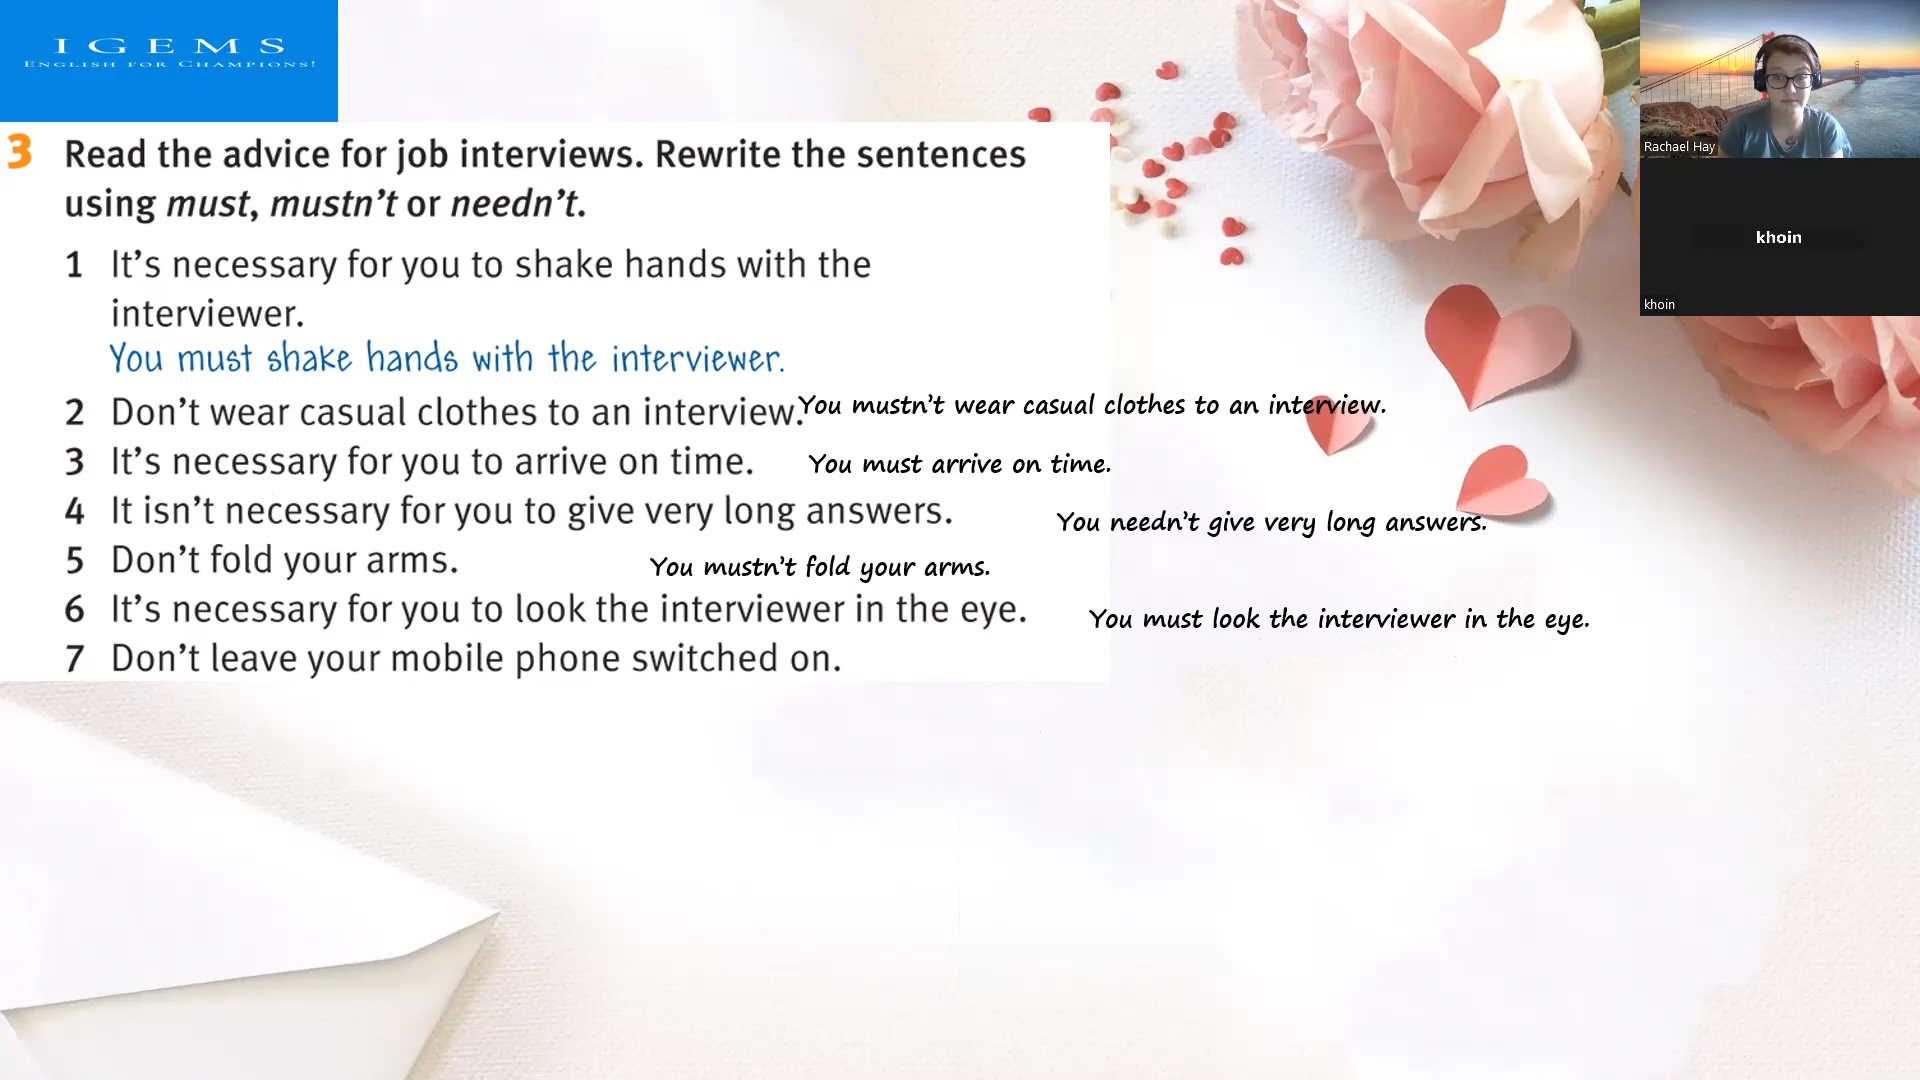 IGEMS
ENGLISH FOR CHAMPIONS!
3 Read the advice for job interviews. Rewrite the sentences
using must, mustn't or needn't.
1 It's necessary for you to shake hands with the
interviewer.
You must shake hands with the interviewer.
2 Don't wear casual clothes to an interview. You mustn't wear casual clothes to an interview.
3 It's necessary for you to arrive on time. You must arrive on time.
4 It isn't necessary for you to give very long answers. You needn't give very long answers.
5 Don't fold your arms. You mustn't fold your arms.
6 It's necessary for you to look the interviewer in the eye. You must look the interviewer in the eye.
7 Don't leave your mobile phone switched on.
Rachael Hay
khoin
khoin